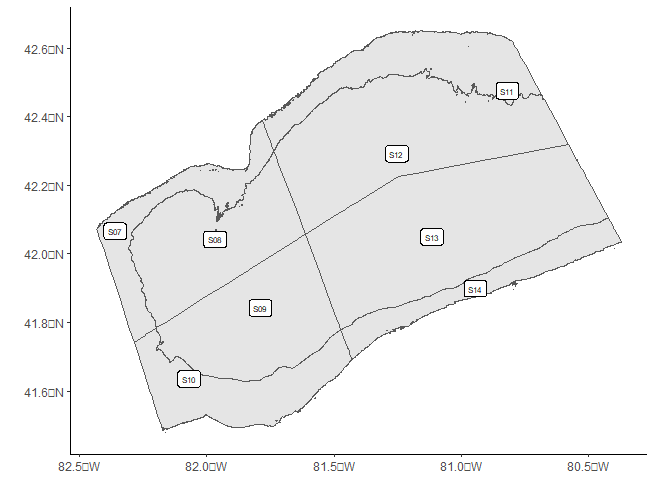 42.6□N
42.4□N
42.2□N
42.0□N
41.8□N
41.6□N
S11
S12
S07
S08
S13
S14
S09
S10
82.5□W
82.0□W
81.5□W
81.0□W
80.5□W